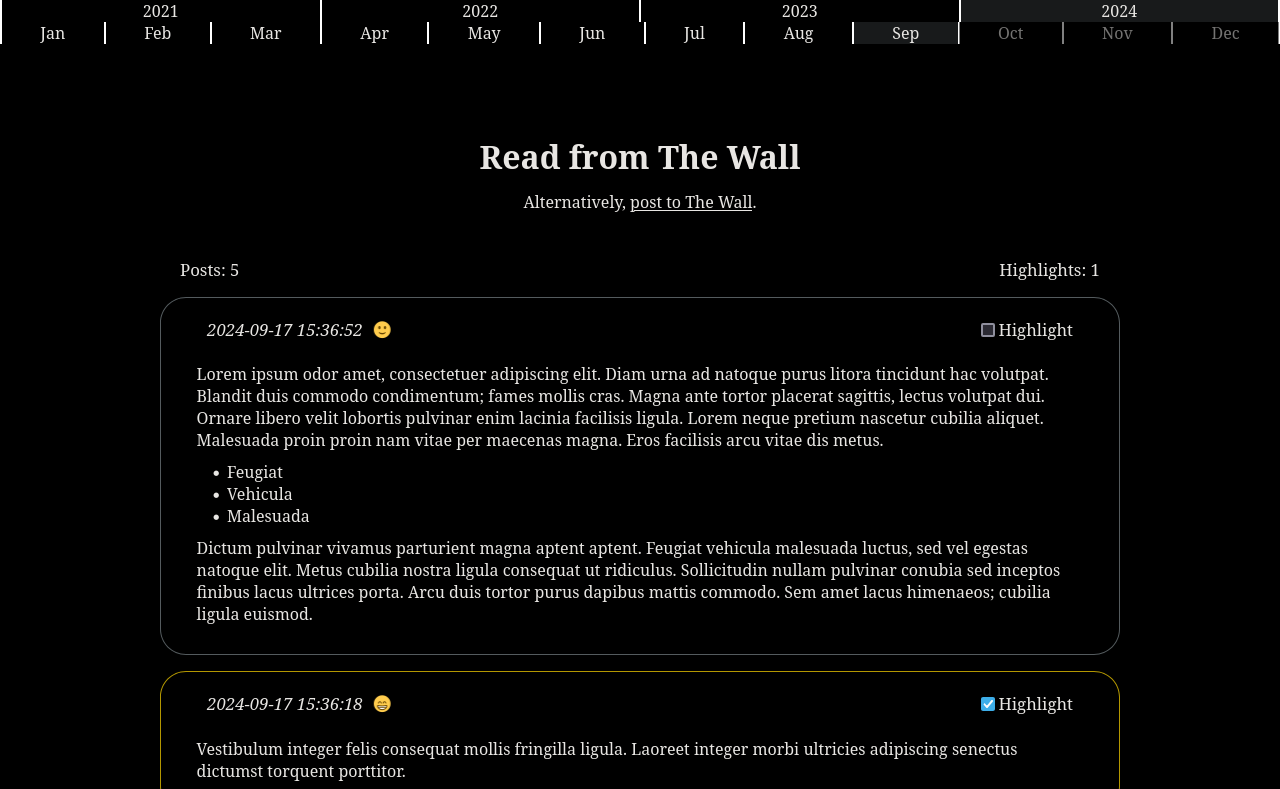 2021 2022 2023 2024
Jan Feb Mar Apr May Jun Jul Aug Sep Oct Nov Dec
Read from The Wall
Alternatively, post to The Wall.
Posts: 5 Highlights: 1
2024-09-17 15:36:52 🙂 Highlight
Lorem ipsum odor amet, consectetuer adipiscing elit. Diam urna ad natoque purus litora tincidunt hac volutpat.
Blandit duis commodo condimentum; fames mollis cras. Magna ante tortor placerat sagittis, lectus volutpat dui.
Ornare libero velit lobortis pulvinar enim lacinia facilisis ligula. Lorem neque pretium nascetur cubilia aliquet.
Malesuada proin proin nam vitae per maecenas magna. Eros facilisis arcu vitae dis metus.
• Feugiat
• Vehicula
• Malesuada
Dictum pulvinar vivamus parturient magna aptent aptent. Feugiat vehicula malesuada luctus, sed vel egestas
natoque elit. Metus cubilia nostra ligula consequat ut ridiculus. Sollicitudin nullam pulvinar conubia sed inceptos
finibus lacus ultrices porta. Arcu duis tortor purus dapibus mattis commodo. Sem amet lacus himenaeos; cubilia
ligula euismod.
2024-09-17 15:36:18 😁 Highlight
Vestibulum integer felis consequat mollis fringilla ligula. Laoreet integer morbi ultricies adipiscing senectus
dictumst torquent porttitor.